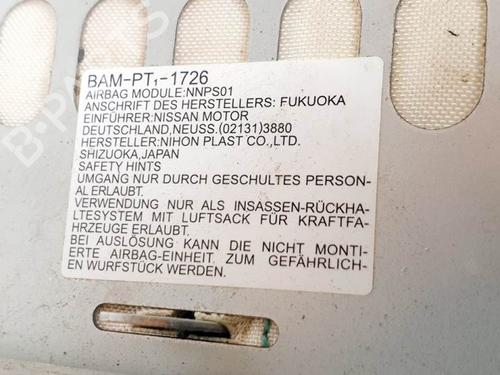 BAM-PT₁-1726
AIRBAG MODULE:NNPS01
ANSCHRIFT DES HERSTELLERS: FUKUOKA
EINFÜHRER:NISSAN MOTOR
DEUTSCHLAND,NEUSS.(02131)3880
HERSTELLER:NIHON PLAST CO.,LTD.
SHIZUOKA,JAPAN
SAFETY HINTS
UMGANG NUR DURCH GESCHULTES PERSON-
AL ERLAUBT.
VERWENDUNG NUR ALS INSASSEN-RÜCKHA-
LTESYSTEM MIT LUFTSACK FÜR KRAFTFA-
HRZEUGE ERLAUBT.
BEI AUSLÖSUNG KANN DIE NICHT MONTI-
ERTE AIRBAG-EINHEIT. ZUM GEFÄHRLICH-
EN WURFSTÜCK WERDEN.